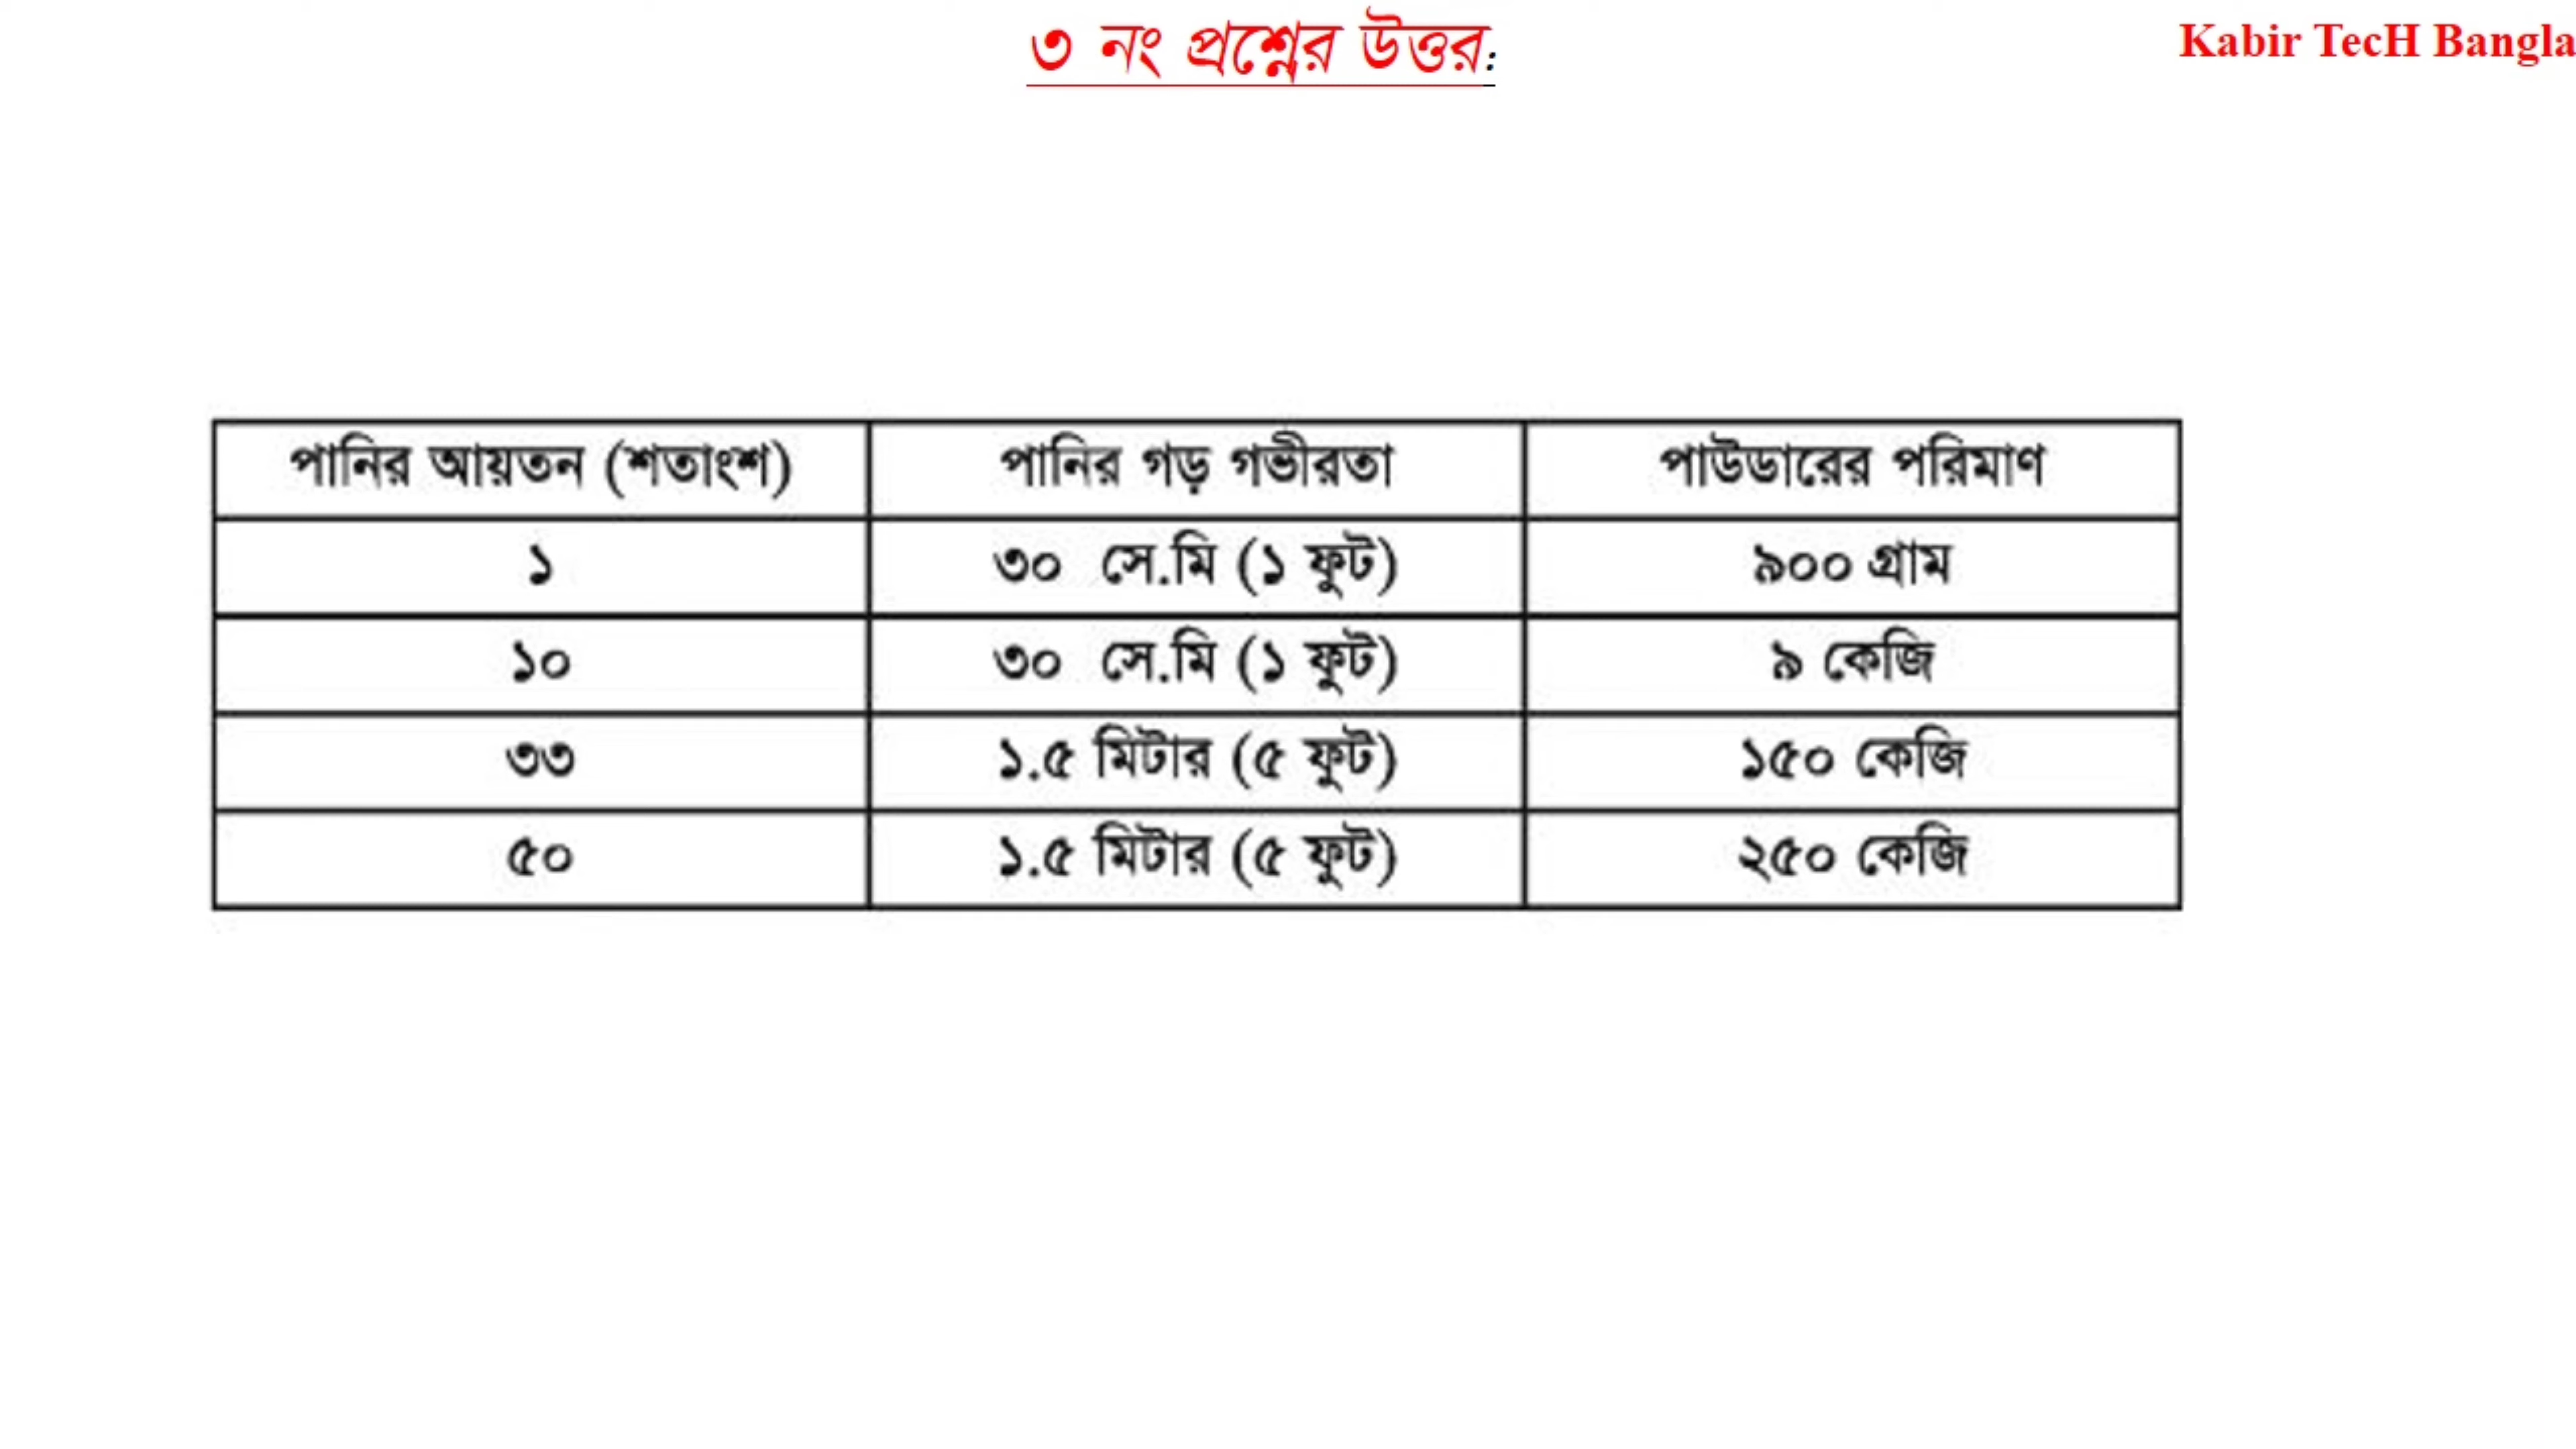 ৩ নং প্রশ্নের উত্তর:
Kabir TecH Bangla
পানির আয়তন (শতাংশ) পানির গড় গভীরতা পাউডারের পরিমাণ
১ ৩০ সে.মি (১ ফুট) ৯০০ গ্রাম
১০ ৩০ সে.মি (১ ফুট) ৯ কেজি
৩৩ ১.৫ মিটার (৫ ফুট) ১৫০ কেজি
৫০ ১.৫ মিটার (৫ ফুট) ২৫০ কেজি